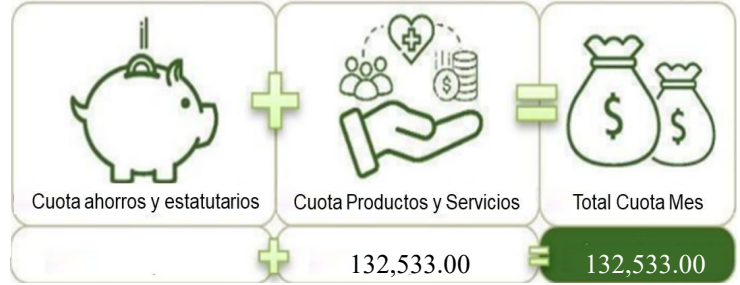 Cuota ahorros y estatutarios
Cuota Productos y Servicios
Total Cuota Mes
132,533.00
132,533.00